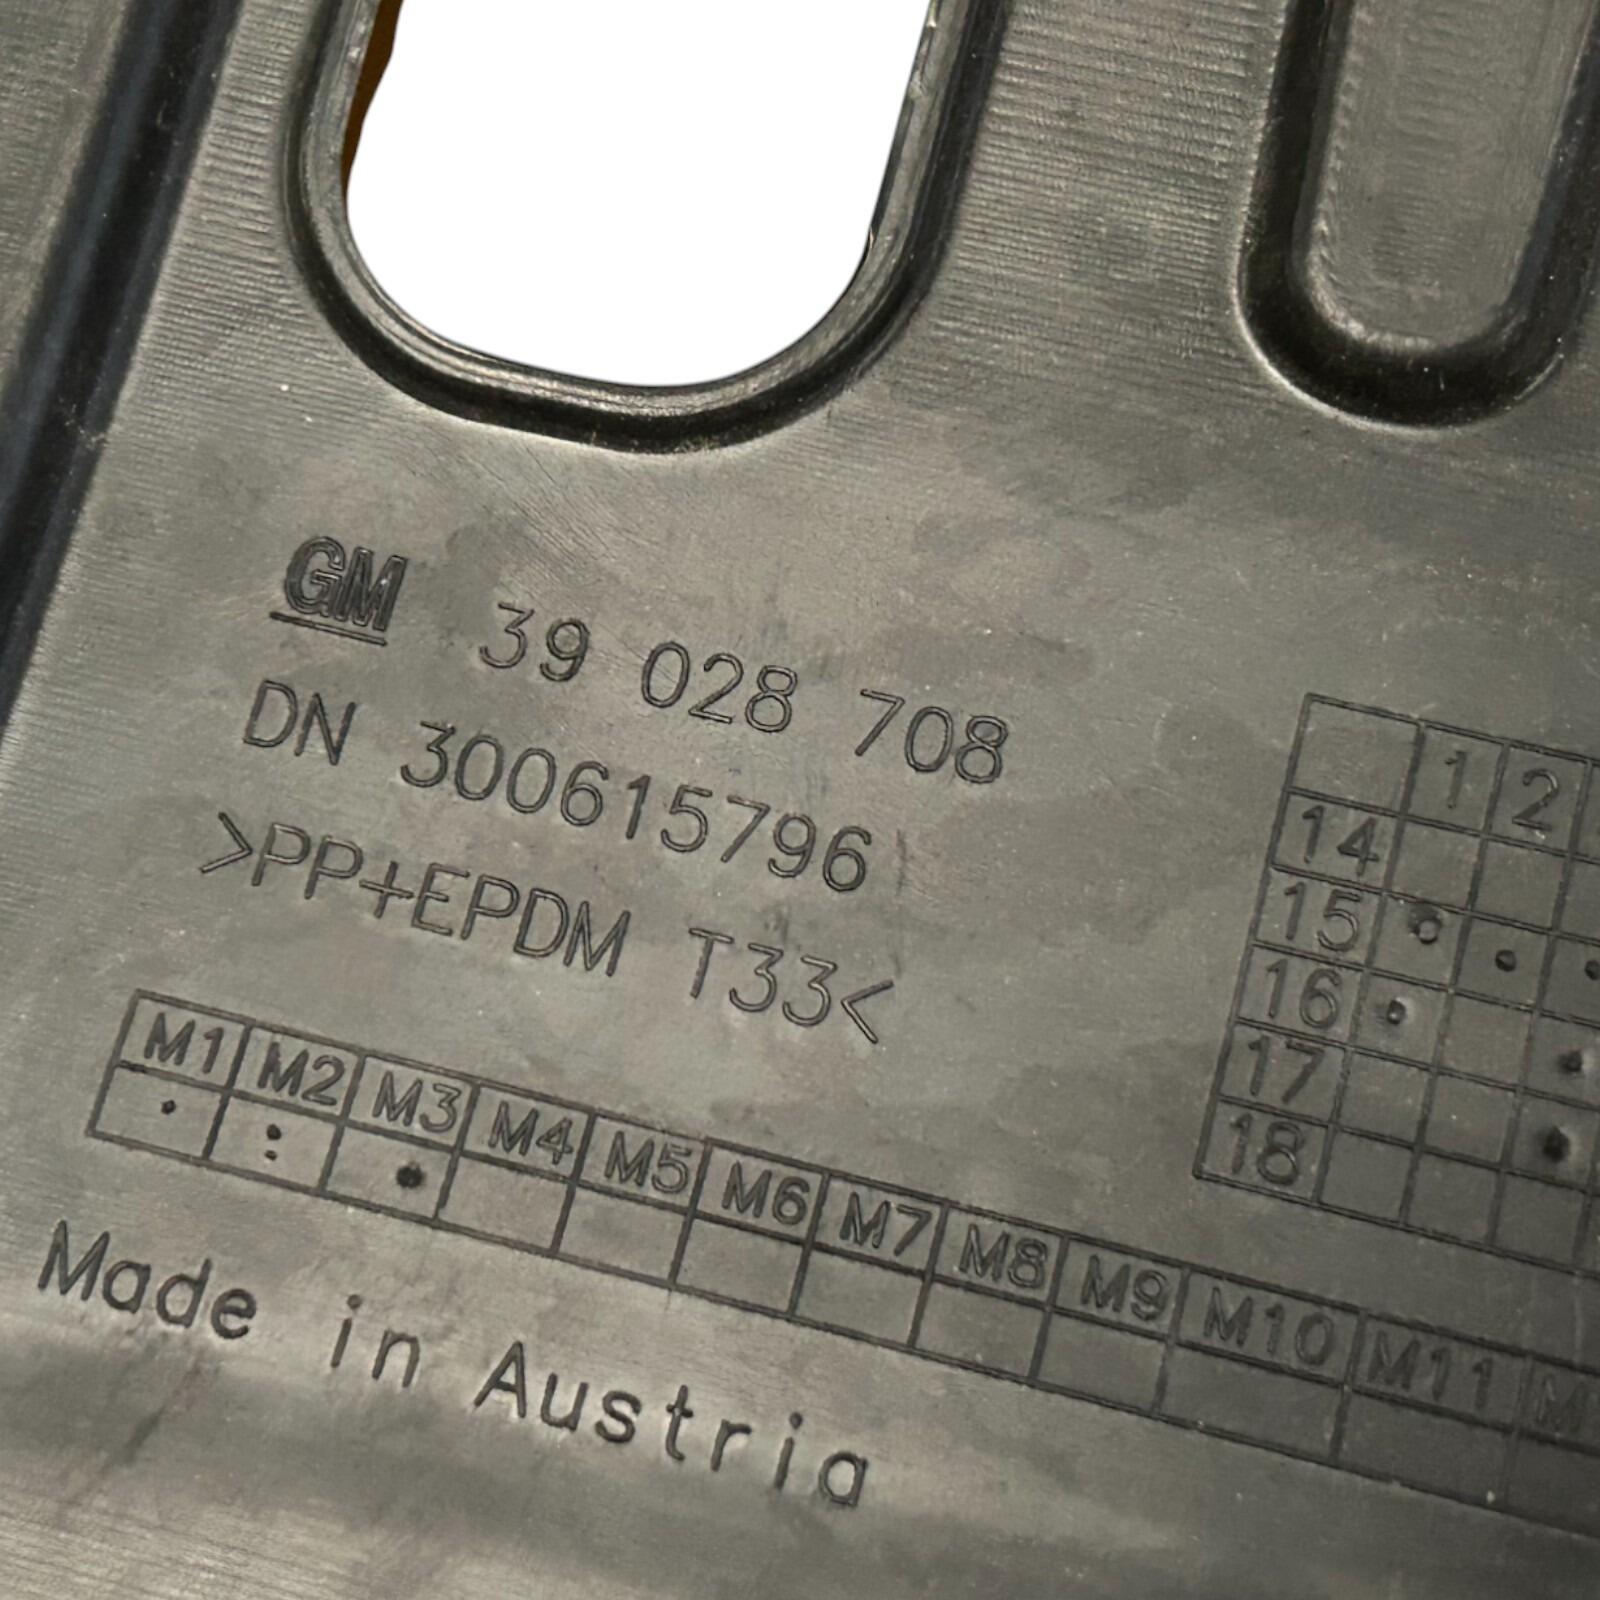 GM 39 028 708
DN 300615796
>PP+EPDM T33<
1 2
14
15
16
17
18
M1 M2 M3 M4 M5 M6 M7 M8 M9 M10 M11
Made in Austria